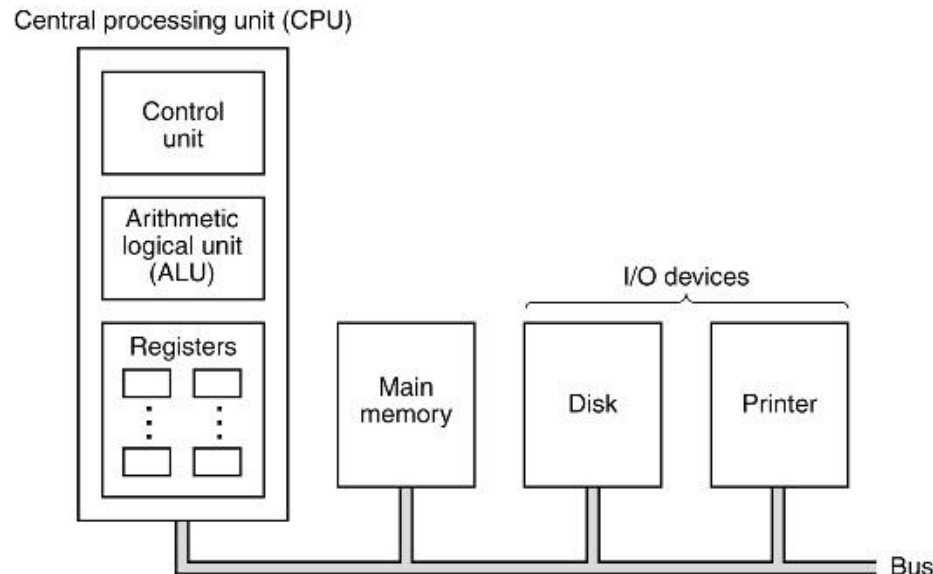 Central processing unit (CPU)
Control
unit
Arithmetic
logical unit
(ALU)
Registers
I/O devices
Main
memory
Disk
Printer
Bus